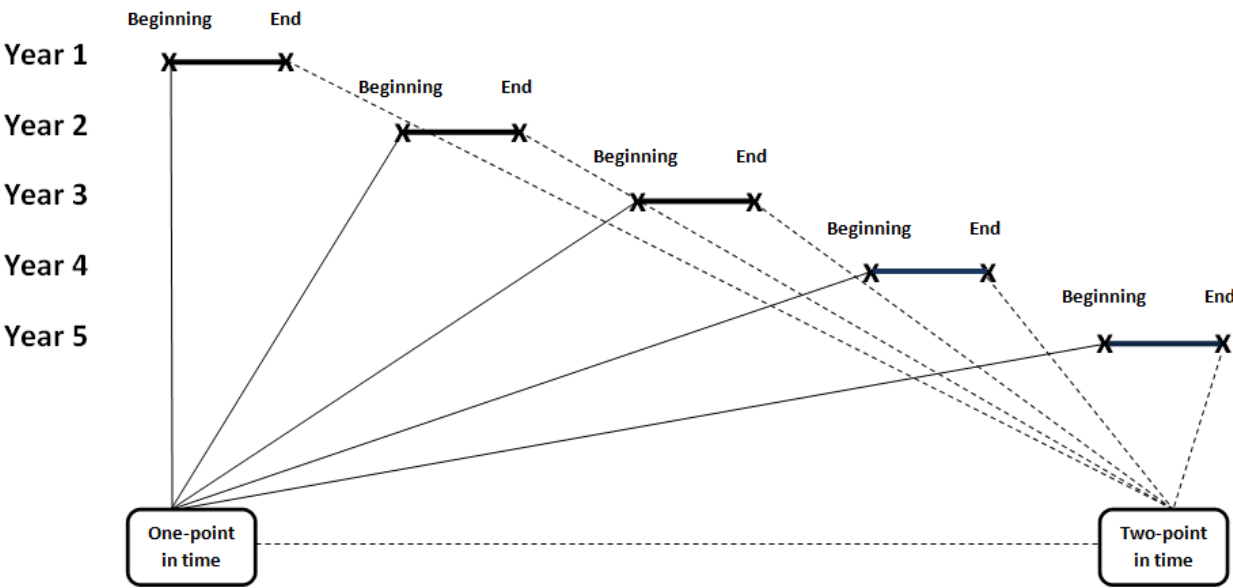 Beginning End
Year 1
Beginning End
Year 2
Beginning End
Year 3
Beginning End
Year 4
Beginning End
Year 5
One-point
in time
Two-point
in time